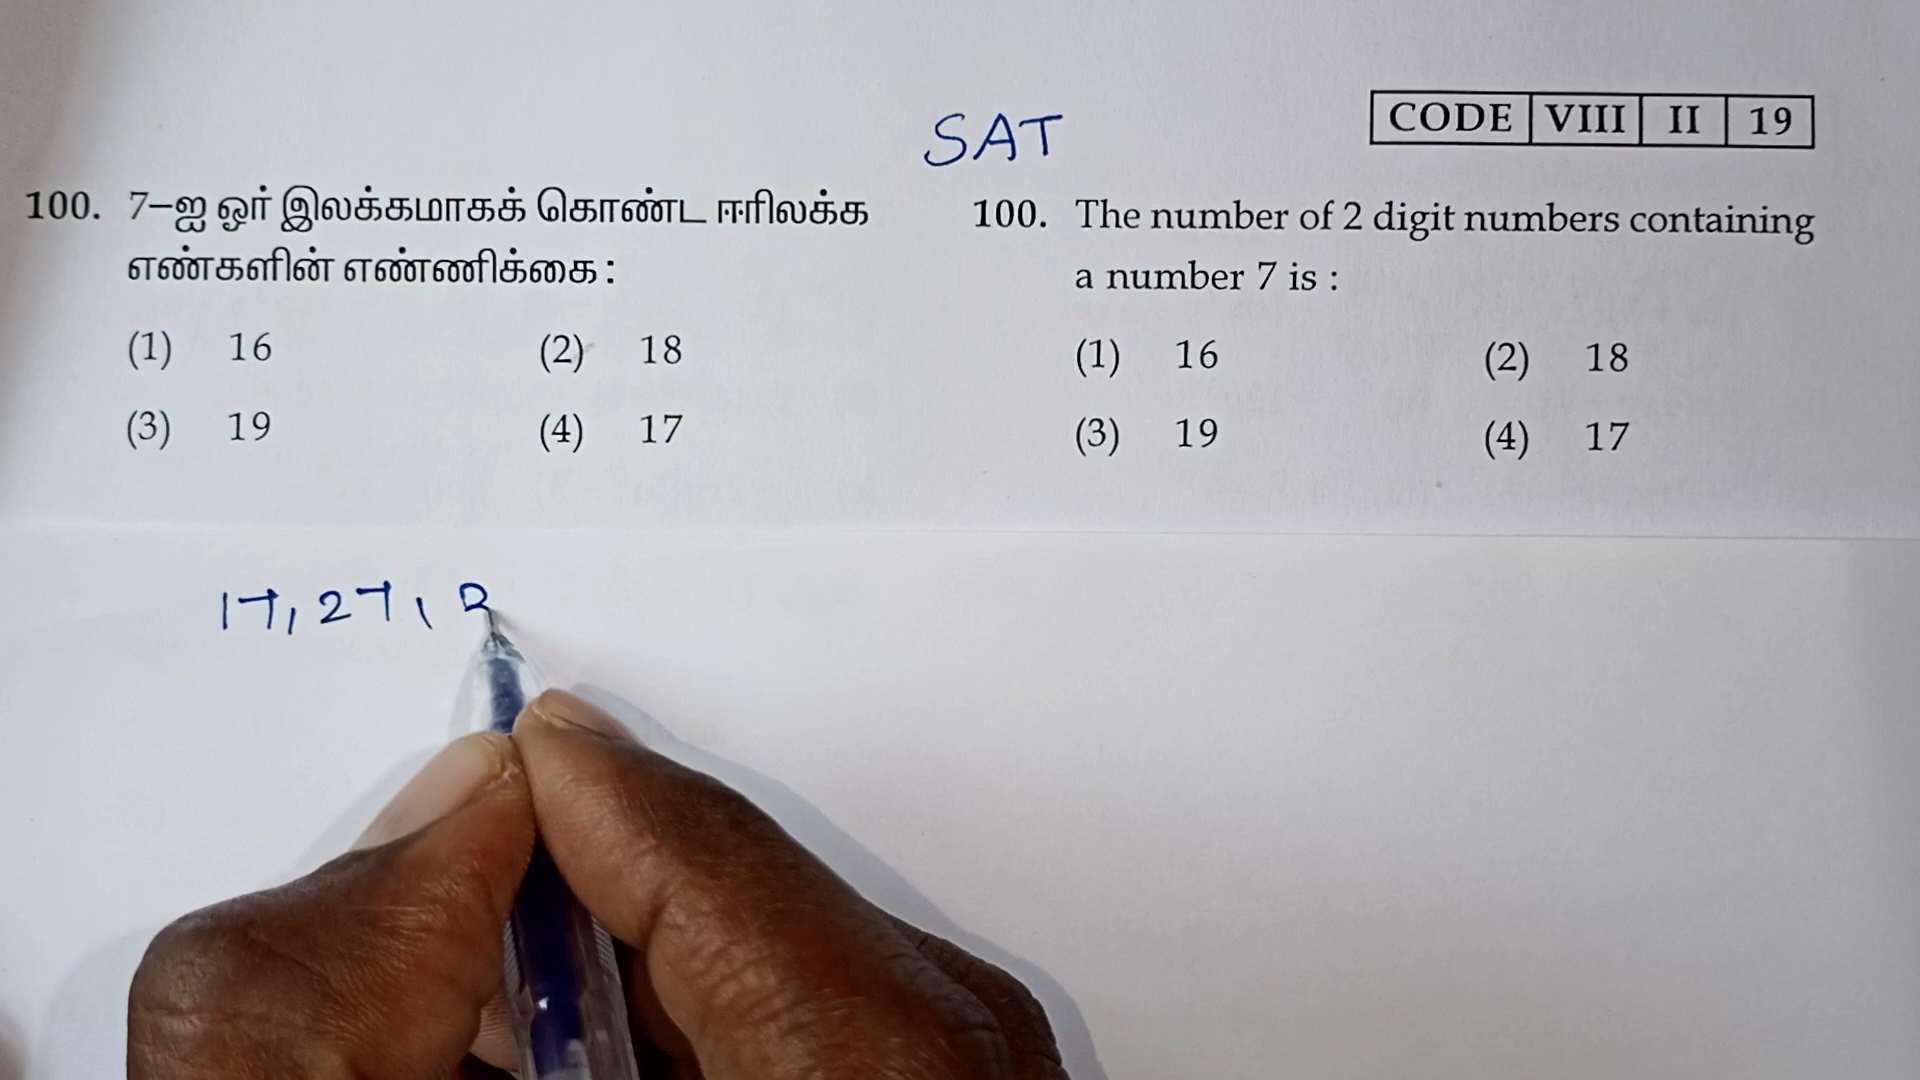 SAT
CODE VIII II 19
100. 7–ஐ ஓர் இலக்கமாகக் கொண்ட ஈரிலக்க
எண்களின் எண்ணிக்கை :
(1) 16 (2) 18
(3) 19 (4) 17
100. The number of 2 digit numbers containing
a number 7 is :
(1) 16 (2) 18
(3) 19 (4) 17
17, 27,